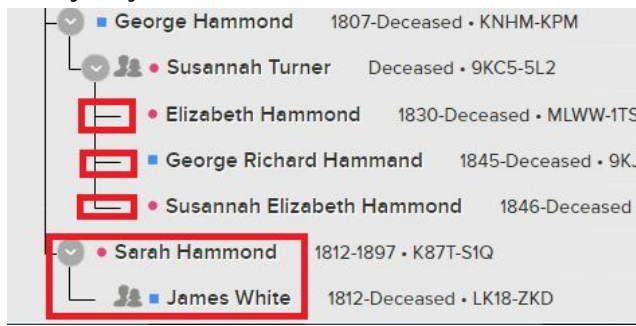 George Hammond 1807-Deceased • KNHM-KPM
Susannah Turner Deceased • 9KC5-5L2
Elizabeth Hammond 1830-Deceased • MLWW-1TS
George Richard Hammand 1845-Deceased • 9KJ
Susannah Elizabeth Hammond 1846-Deceased
Sarah Hammond 1812-1897 • K87T-S1Q
James White 1812-Deceased • LK18-ZKD